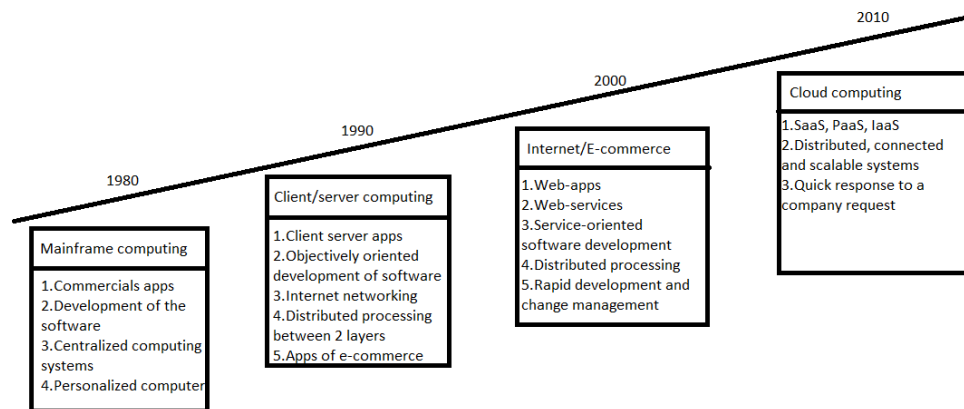 1980
Mainframe computing
1.Commercials apps
2.Development of the
software
3.Centralized computing
systems
4.Personalized computer
1990
Client/server computing
1.Client server apps
2.Objectively oriented
development of software
3.Internet networking
4.Distributed processing
between 2 layers
5.Apps of e-commerce
2000
Internet/E-commerce
1.Web-apps
2.Web-services
3.Service-oriented
software development
4.Distributed processing
5.Rapid development and
change management
2010
Cloud computing
1.SaaS, PaaS, IaaS
2.Distributed, connected
and scalable systems
3.Quick response to a
company request